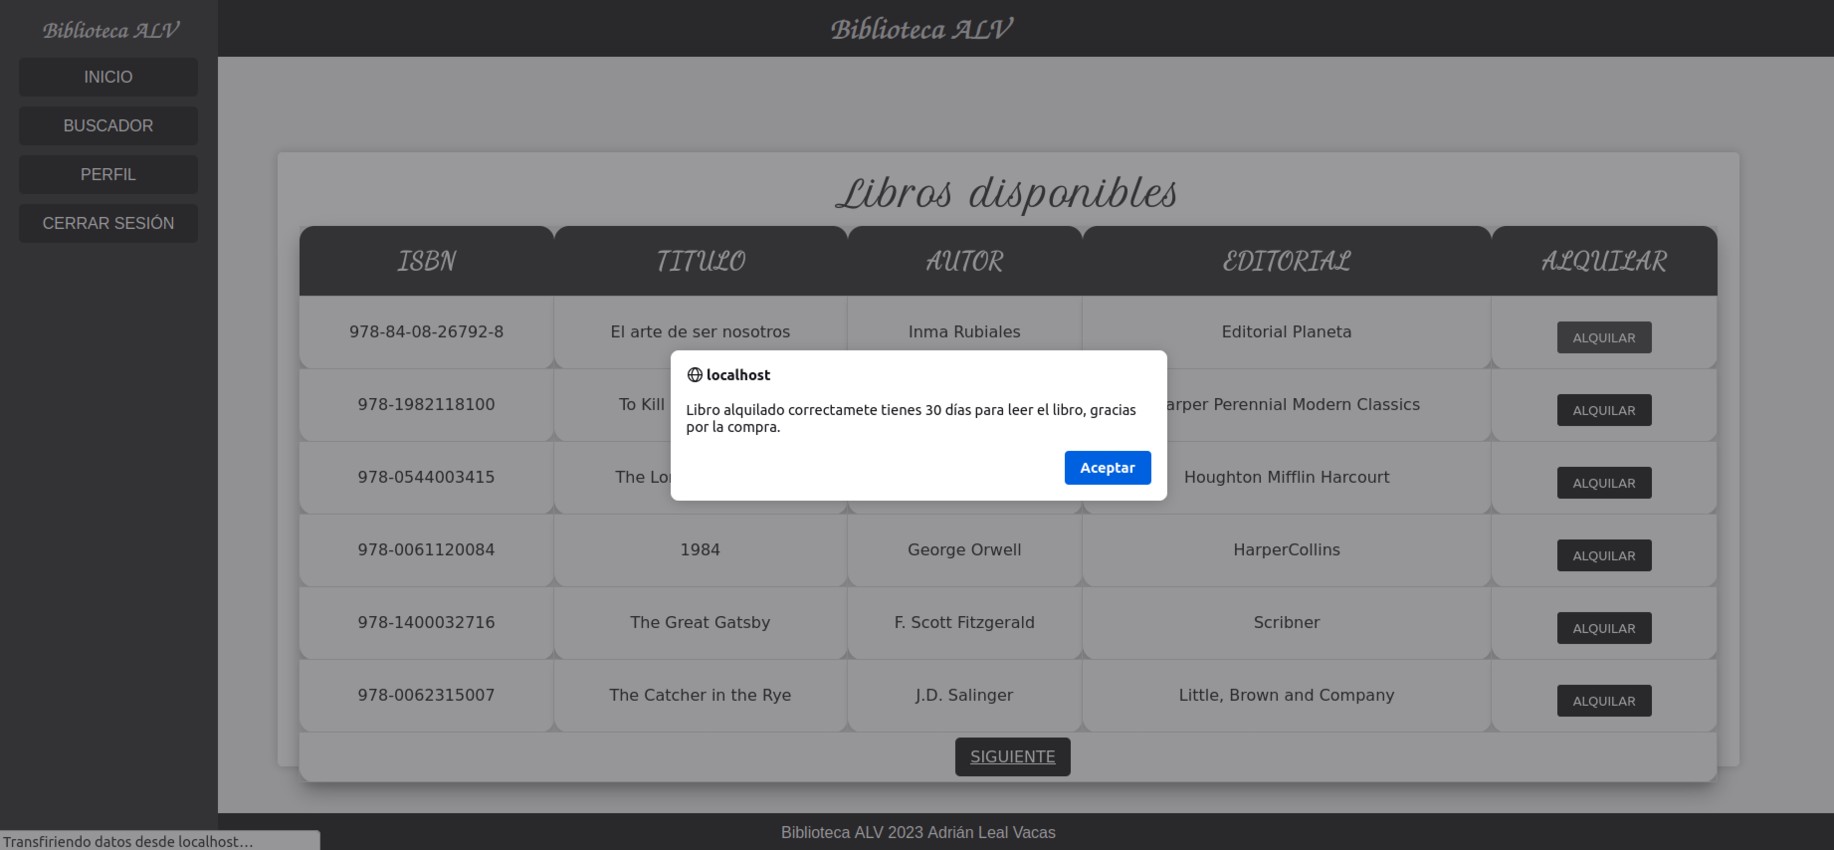 Biblioteca ALV
Biblioteca ALV
INICIO
BUSCADOR
PERFIL
CERRAR SESIÓN
Libros disponibles
ISBN TITULO AUTOR EDITORIAL ALQUILAR
978-84-08-26792-8 El arte de ser nosotros Inma Rubiales Editorial Planeta ALQUILAR
localhost
Libro alquilado correctamete tienes 30 días para leer el libro, gracias
por la compra.
Aceptar
978-1982118100 To Kill arper Perennial Modern Classics ALQUILAR
978-0544003415 The Lo Houghton Mifflin Harcourt ALQUILAR
978-0061120084 1984 George Orwell HarperCollins ALQUILAR
978-1400032716 The Great Gatsby F. Scott Fitzgerald Scribner ALQUILAR
978-0062315007 The Catcher in the Rye J.D. Salinger Little, Brown and Company ALQUILAR
SIGUIENTE
Biblioteca ALV 2023 Adrián Leal Vacas
Transfiriendo datos desde localhost...